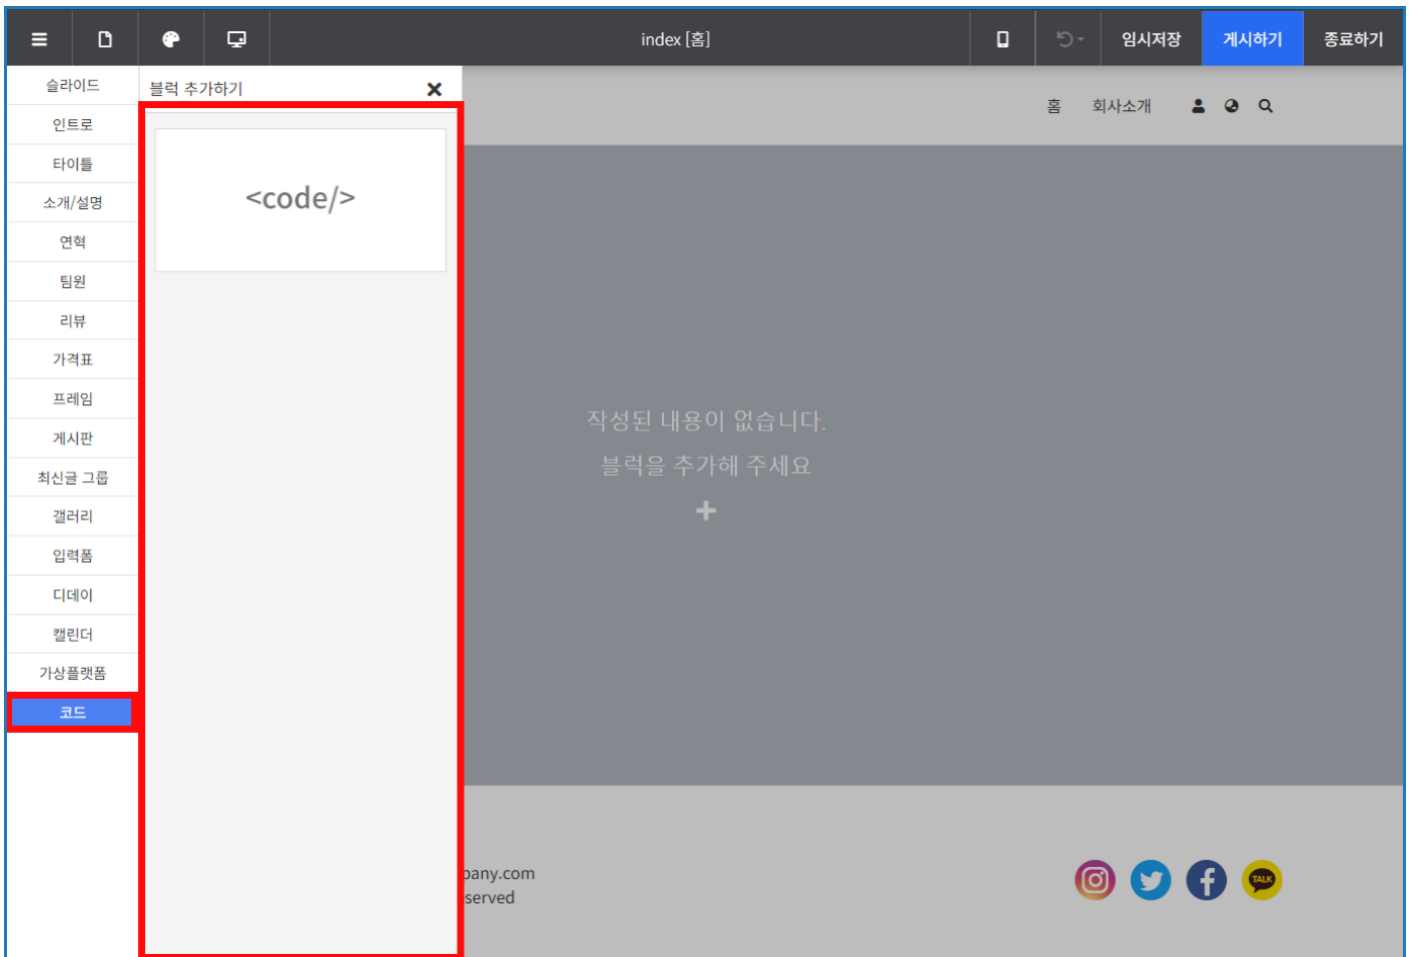 index [홈]
임시저장
게시하기
종료하기
슬라이드
인트로
타이틀
소개/설명
연혁
팀원
리뷰
가격표
프레임
게시판
최신글 그룹
갤러리
입력폼
디데이
캘린더
가상플랫폼
코드
블럭 추가하기
<code/>
홈 회사소개
작성된 내용이 없습니다.
블럭을 추가해 주세요
pany.com
served
TALK